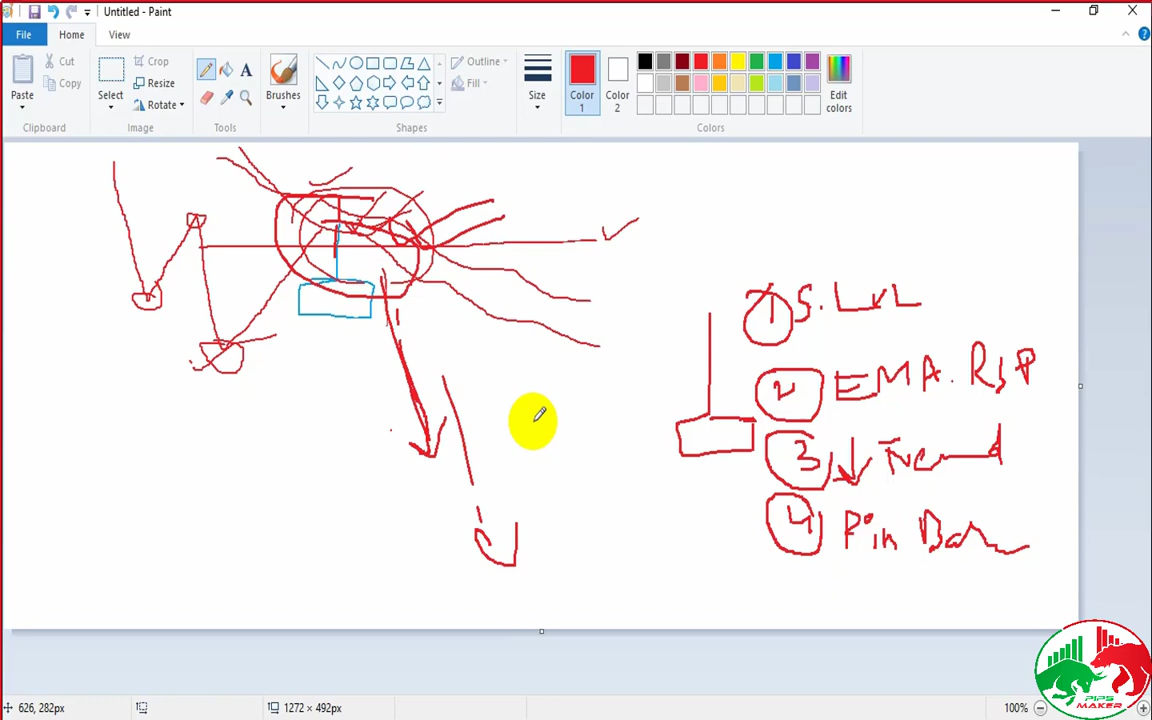 Untitled - Paint
File Home View
Paste
Cut
Copy
Clipboard
Select
Crop
Resize
Rotate
Image
A
Tools
Brushes
Outline
Fill
Shapes
Size
Color 1
Color 2
Edit colors
Colors
1 S. LvL
2 EMA. RSP
3 ↓ Trend
4 Pin Bar
626, 282px
1272 × 492px
100%
PIPS MAKER